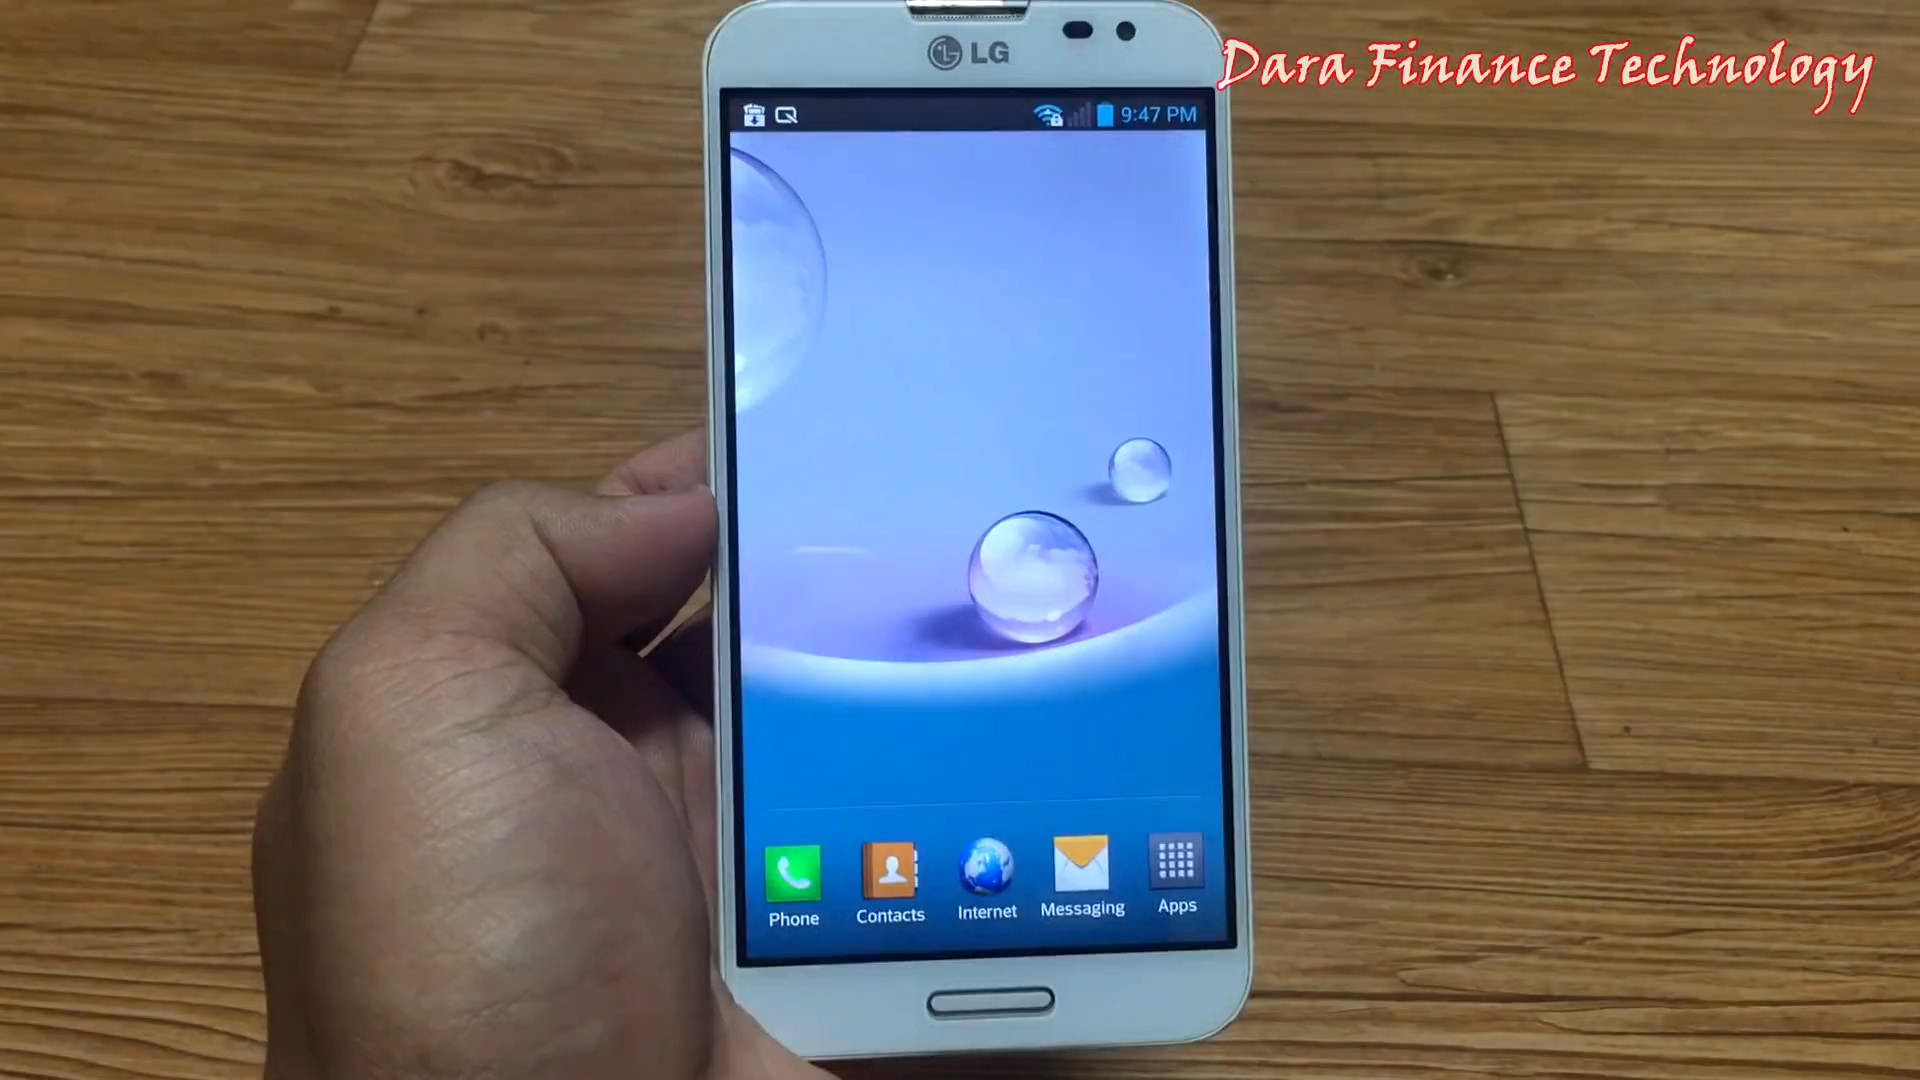 Dara Finance Technology
LG
9:47 PM
Phone
Contacts
Internet
Messaging
Apps